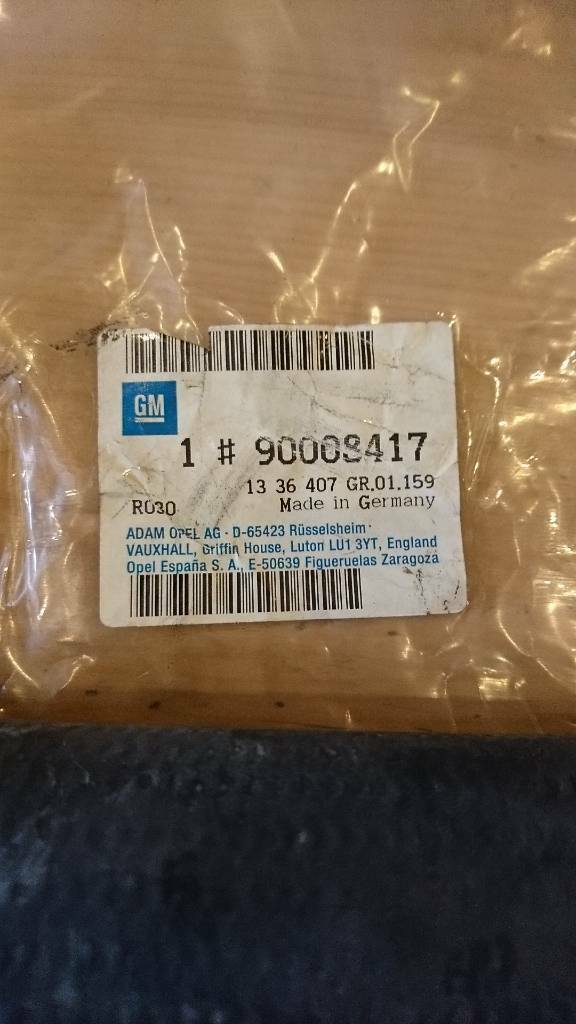 GM
1 # 90008417
13 36 407 GR.01.159
R030 Made in Germany
ADAM OPEL AG · D-65423 Rüsselsheim ·
VAUXHALL, Griffin House, Luton LU1 3YT, England
Opel España S. A., E-50639 Figueruelas Zaragoza